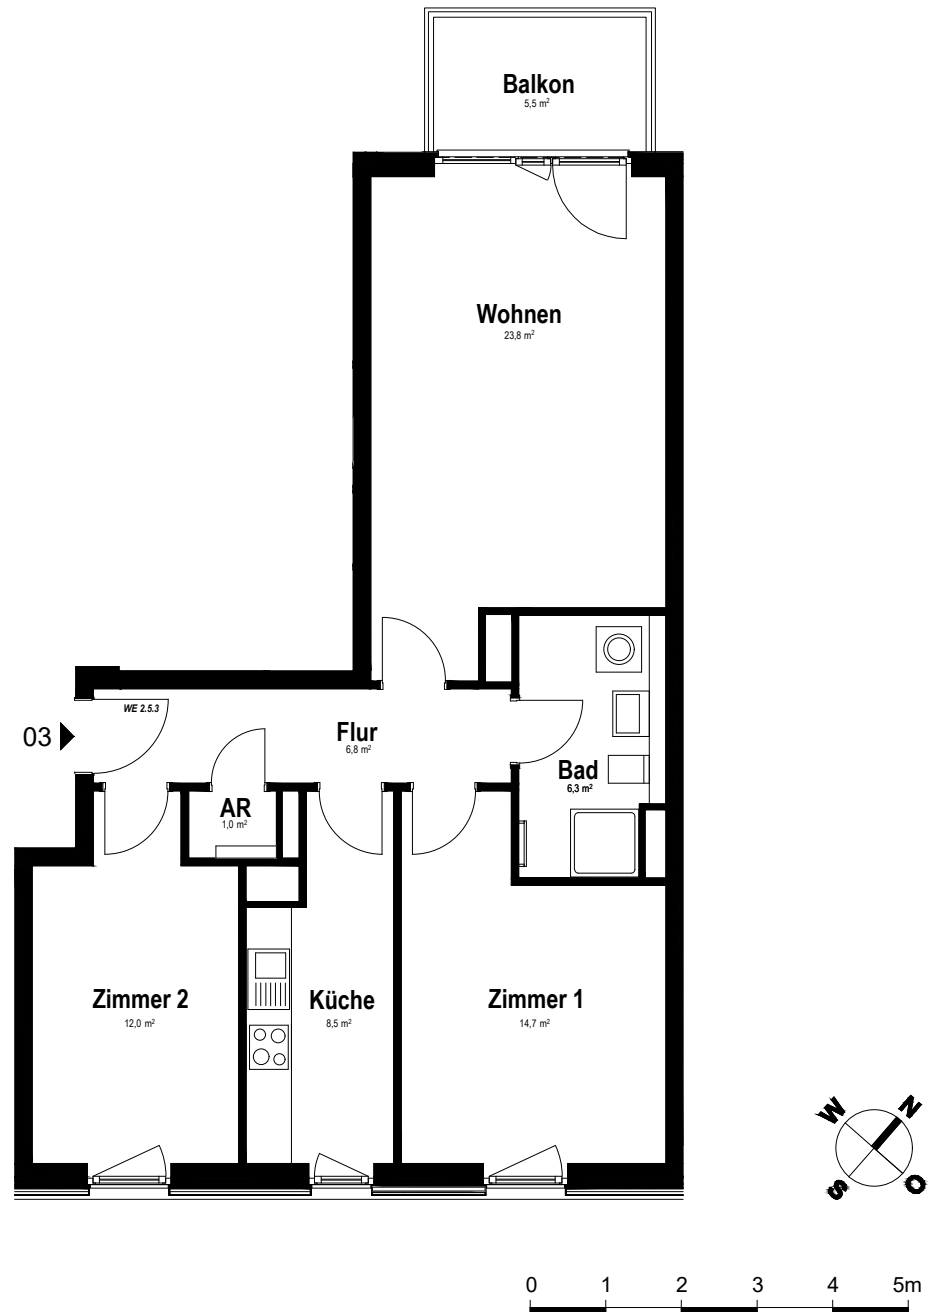 Balkon
5,5 m²
Wohnen
23,8 m²
WE 2.5.3
03
Flur
6,8 m²
Bad
6,3 m²
AR
1,0 m²
Zimmer 2
12,0 m²
Küche
8,5 m²
Zimmer 1
14,7 m²
W N
S O
0 1 2 3 4 5m